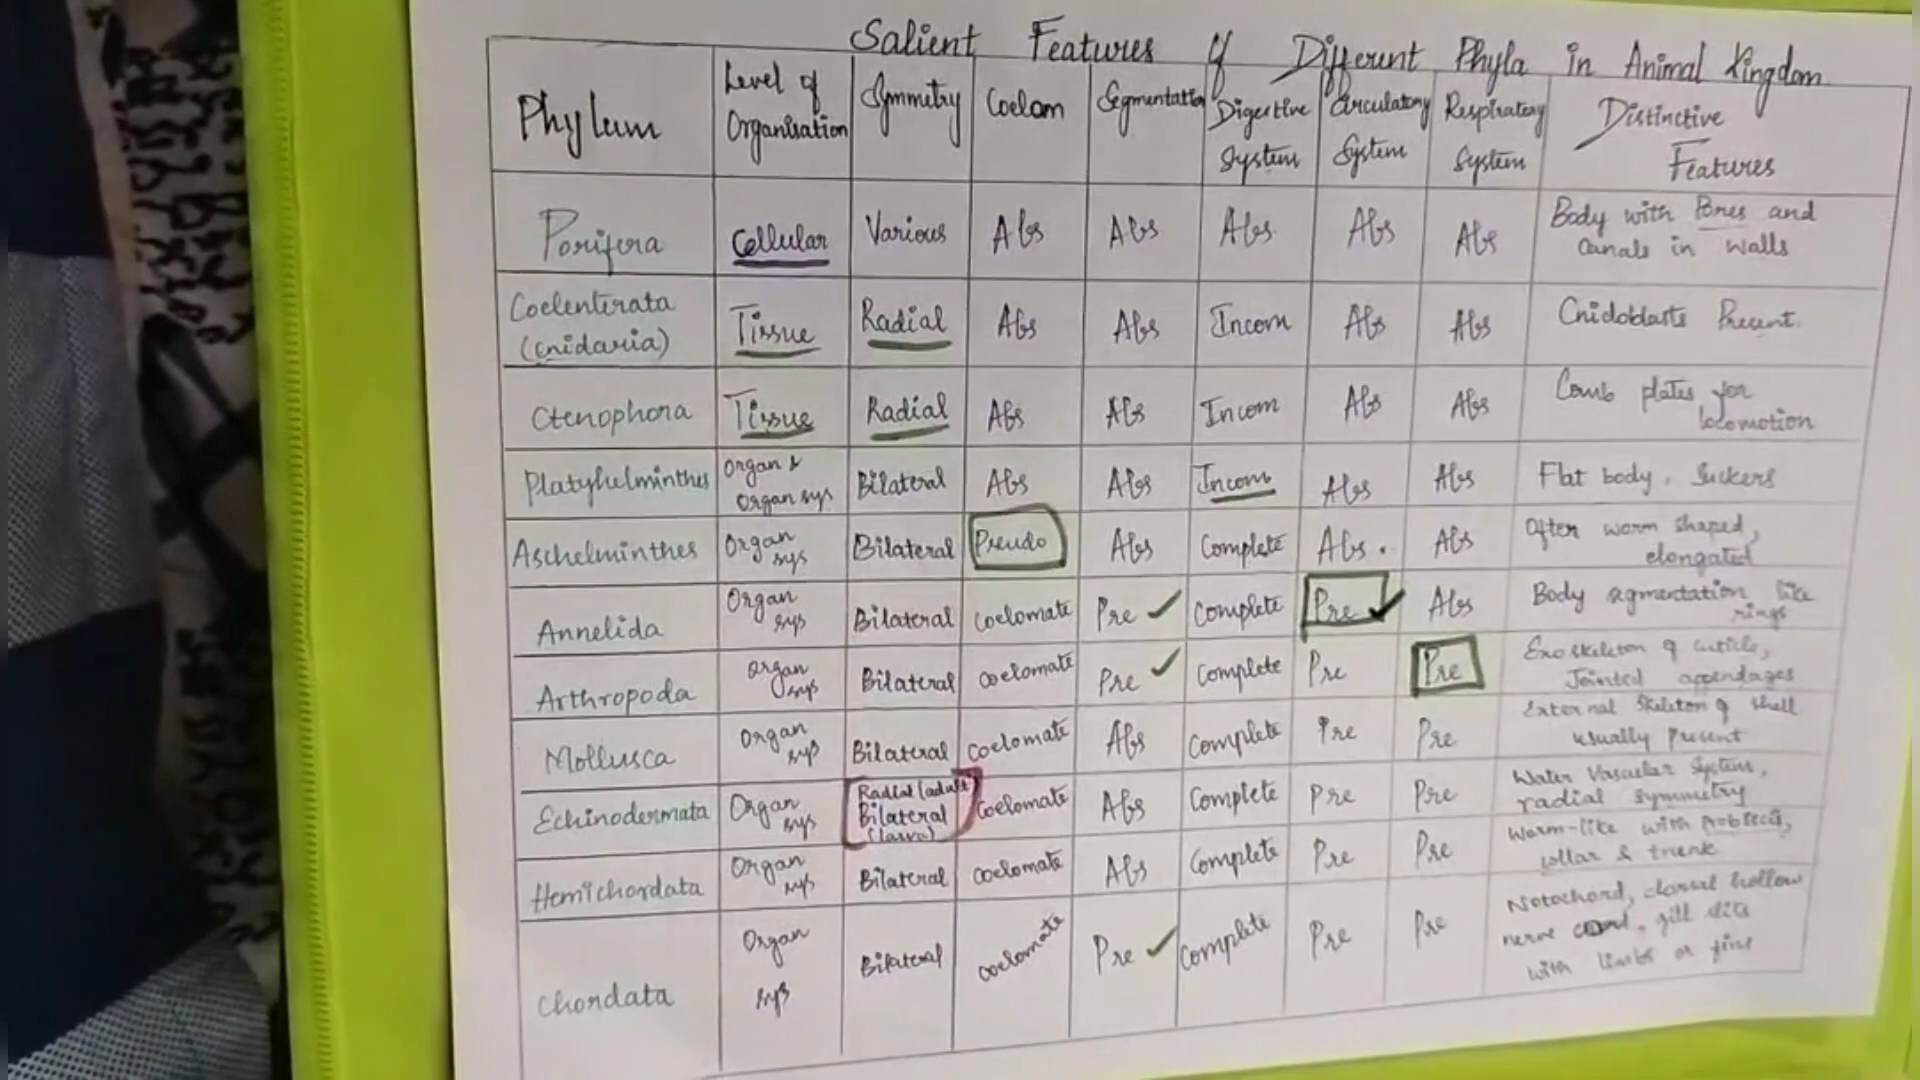 Salient Features of Different Phyla in Animal Kingdom
Phylum
Level of
Organisation
Symmetry
Coelom
Segmentation
Digestive
System
Circulatory
System
Respiratory
System
Distinctive
Features
Porifera
Cellular
Various
Abs
Abs
Abs.
Abs
Abs
Body with Pores and
canals in walls
Coelenterata
(cnidaria)
Tissue
Radial
Abs
Abs
Incom
Abs
Abs
Cnidoblasts Present.
Ctenophora
Tissue
Radial
Abs
Abs
Incom
Abs
Abs
Comb plates for
locomotion
Platyhelminthes
Organ &
Organ sys
Bilateral
Abs
Abs
Incom
Abs
Abs
Flat body, Suckers
Aschelminthes
Organ
sys
Bilateral
Pseudo
Abs
Complete
Abs.
Abs
Often worm shaped,
elongated
Annelida
Organ
sys
Bilateral
coelomate
Pre ✓
Complete
Pre ✓
Abs
Body segmentation like
rings
Arthropoda
Organ
sys
Bilateral
coelomate
Pre ✓
Complete
Pre
Pre
Exoskeleton of cuticle,
Jointed appendages
Mollusca
Organ
sys
Bilateral
coelomate
Abs
Complete
Pre
Pre
External Skeleton of shell
usually present
Echinodermata
Organ
sys
Radial (adult
Bilateral
(larva)
coelomate
Abs
Complete
Pre
Pre
Water Vascular System,
radial symmetry
Hemichordata
Organ
sys
Bilateral
coelomate
Abs
Complete
Pre
Pre
Worm-like with
collar & trunk
Chordata
Organ
sys
Bilateral
coelomate
Pre ✓
Complete
Pre
Pre
Notochord, dorsal hollow
nerve cord, gill slits
with limbs or fins